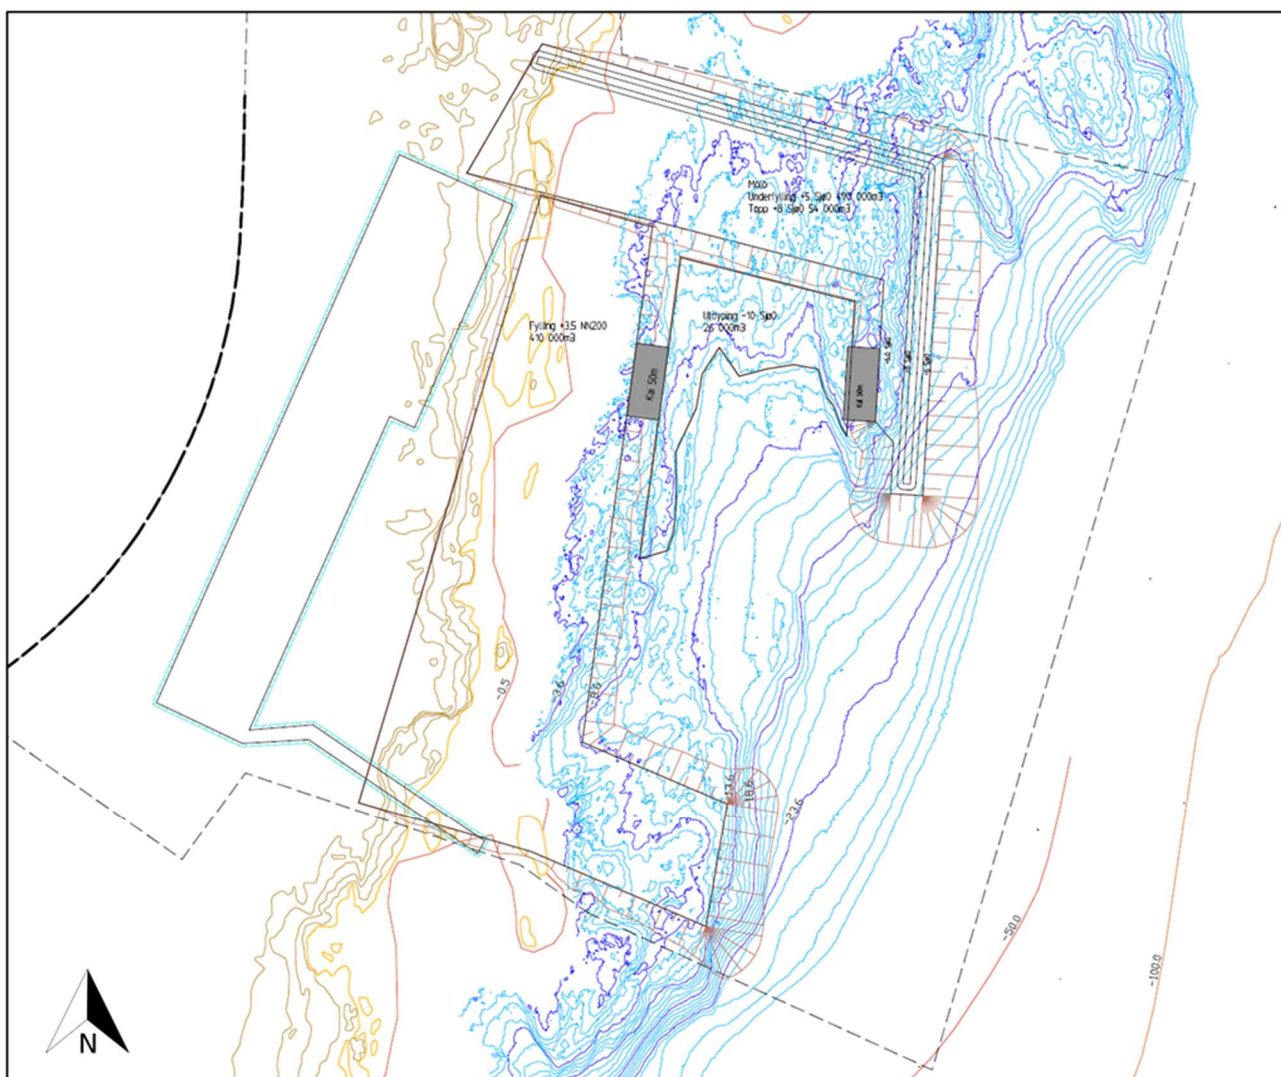 Molo
Underfylling +5 Sjø0 490 000m3
Topp +8 Sjø0 54 000m3
Utdyping -10 Sjø0
26 000m3
Fylling +3.5 NN200
410 000m3
Kai 50m
Kai 50m
-0.5
-3.6
-8.6
-13.6
-18.6
-23.6
-50.0
-100.0
N